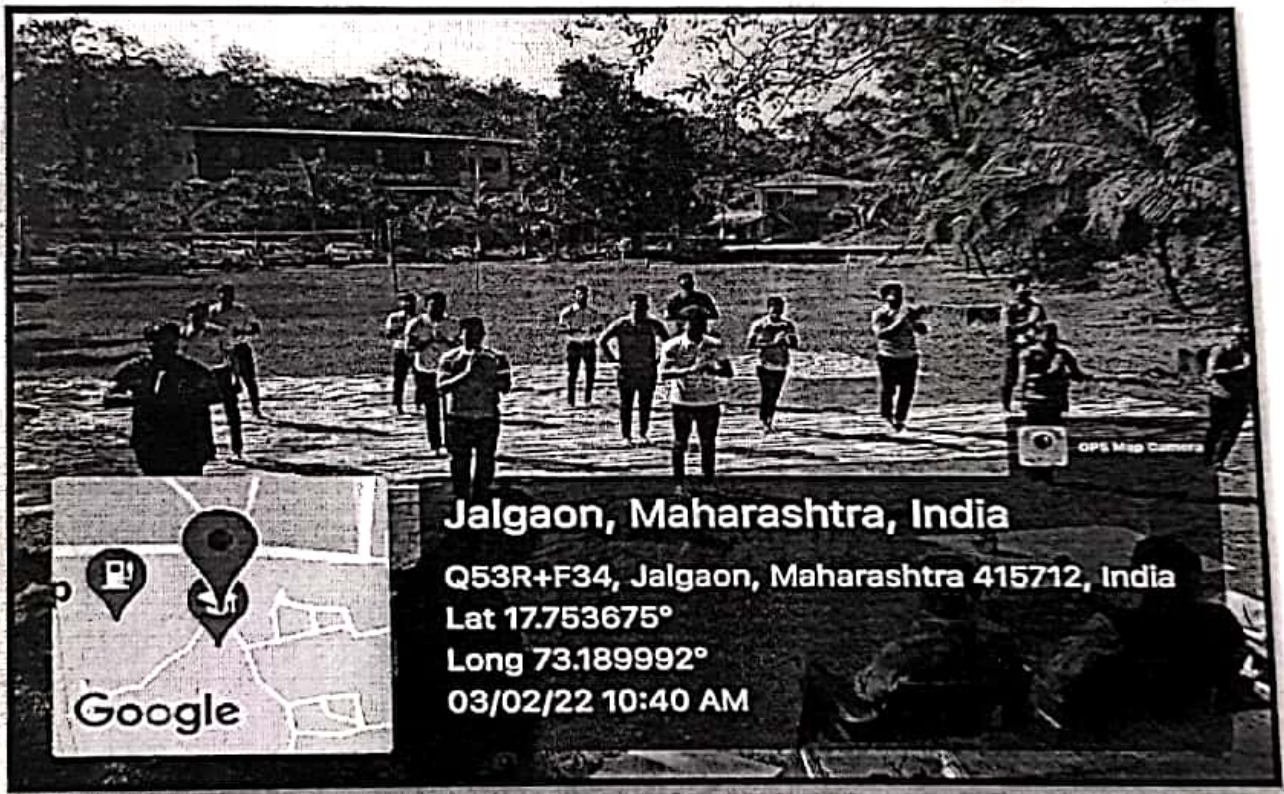 GPS Map Camera
Jalgaon, Maharashtra, India
Q53R+F34, Jalgaon, Maharashtra 415712, India
Lat 17.753675°
Long 73.189992°
03/02/22 10:40 AM
Google